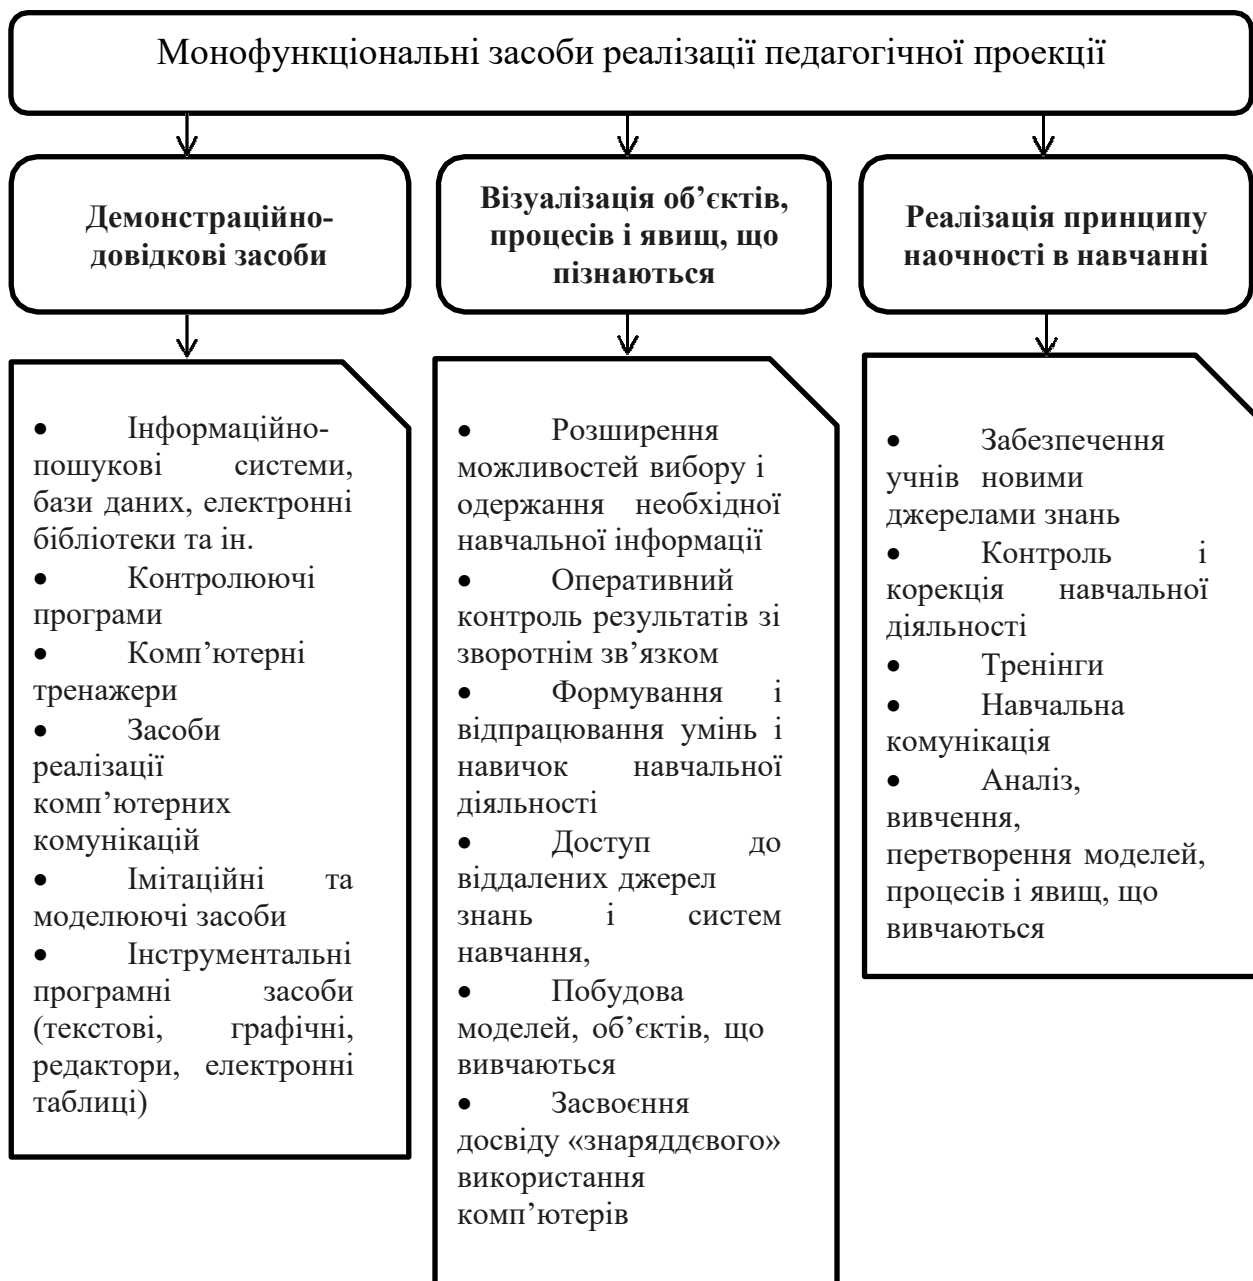 Монофункціональні засоби реалізації педагогічної проекції
Демонстраційно-
довідкові засоби
Візуалізація об’єктів,
процесів і явищ, що
пізнаються
Реалізація принципу
наочності в навчанні
• Інформаційно-
пошукові системи,
бази даних, електронні
бібліотеки та ін.
• Контролюючі
програми
• Комп’ютерні
тренажери
• Засоби
реалізації
комп’ютерних
комунікацій
• Імітаційні та
моделюючі засоби
• Інструментальні
програмні засоби
(текстові, графічні,
редактори, електронні
таблиці)
• Розширення
можливостей вибору і
одержання необхідної
навчальної інформації
• Оперативний
контроль результатів зі
зворотнім зв’язком
• Формування і
відпрацювання умінь і
навичок навчальної
діяльності
• Доступ до
віддалених джерел
знань і систем
навчання,
• Побудова
моделей, об’єктів, що
вивчаються
• Засвоєння
досвіду «знаряддєвого»
використання
комп’ютерів
• Забезпечення
учнів новими
джерелами знань
• Контроль і
корекція навчальної
діяльності
• Тренінги
• Навчальна
комунікація
• Аналіз,
вивчення,
перетворення моделей,
процесів і явищ, що
вивчаються